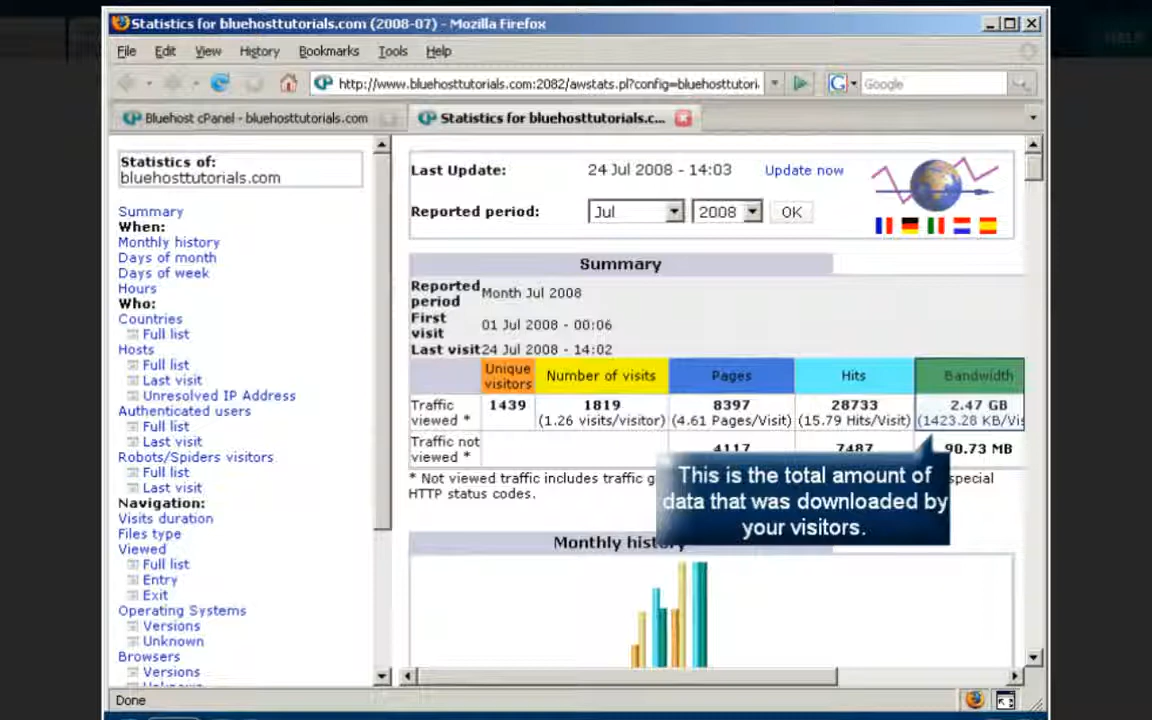 Statistics for bluehosttutorials.com (2008-07) - Mozilla Firefox
File Edit View History Bookmarks Tools Help
http://www.bluehosttutorials.com:2082/awstats.pl?config=bluehosttutori
Google
Bluehost cPanel - bluehosttutorials.com
Statistics for bluehosttutorials.c...
Statistics of:
bluehosttutorials.com
Summary
When:
Monthly history
Days of month
Days of week
Hours
Who:
Countries
Full list
Hosts
Full list
Last visit
Unresolved IP Address
Authenticated users
Full list
Last visit
Robots/Spiders visitors
Full list
Last visit
Navigation:
Visits duration
Files type
Viewed
Full list
Entry
Exit
Operating Systems
Versions
Unknown
Browsers
Versions
Last Update: 24 Jul 2008 - 14:03 Update now
Reported period: Jul 2008 OK
Summary
Reported period Month Jul 2008
First visit 01 Jul 2008 - 00:06
Last visit 24 Jul 2008 - 14:02
Unique visitors Number of visits Pages Hits Bandwidth
Traffic viewed * 1439 1819 8397 28733 2.47 GB
(1.26 visits/visitor) (4.61 Pages/Visit) (15.79 Hits/Visit) (1423.28 KB/Vis
Traffic not viewed * 4117 7487 90.73 MB
* Not viewed traffic includes traffic g special
HTTP status codes.
This is the total amount of
data that was downloaded by
your visitors.
Monthly history
Done